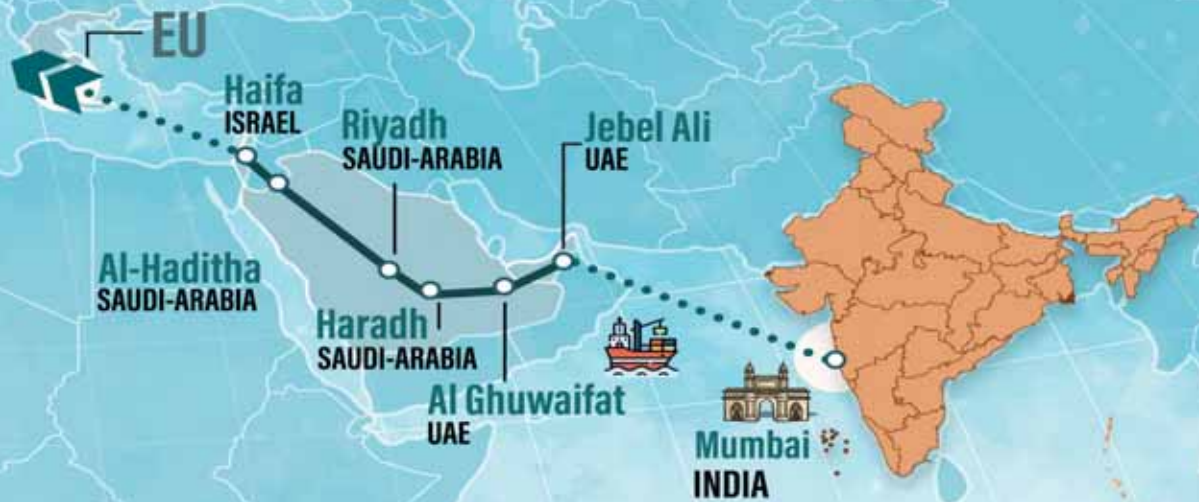 EU
Haifa
ISRAEL
Riyadh
SAUDI-ARABIA
Jebel Ali
UAE
Al-Haditha
SAUDI-ARABIA
Haradh
SAUDI-ARABIA
Al Ghuwaifat
UAE
Mumbai
INDIA